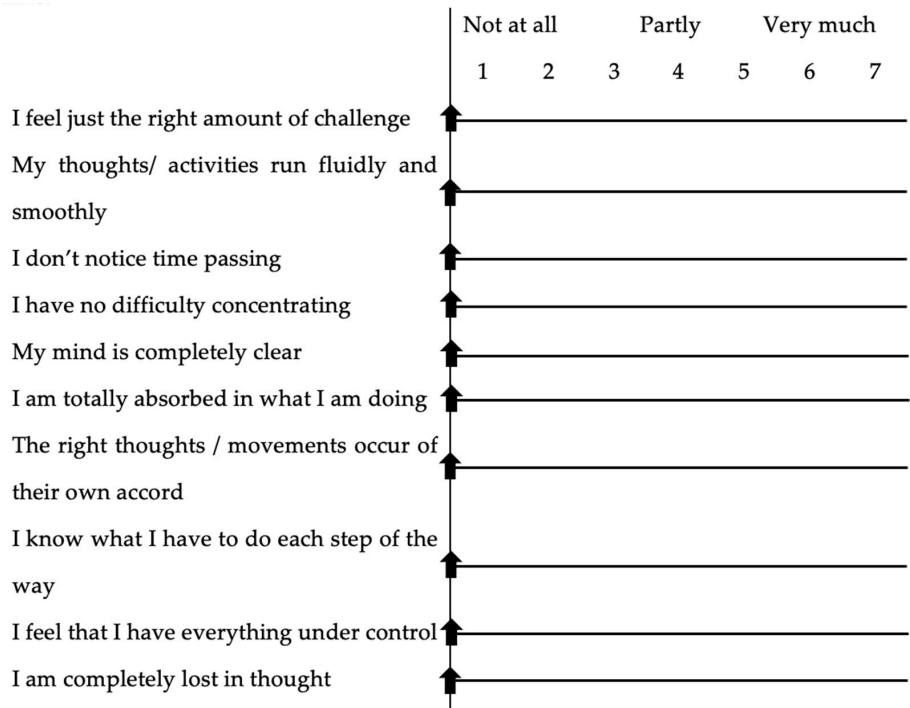 Not at all Partly Very much
1 2 3 4 5 6 7
I feel just the right amount of challenge
My thoughts/ activities run fluidly and
smoothly
I don't notice time passing
I have no difficulty concentrating
My mind is completely clear
I am totally absorbed in what I am doing
The right thoughts / movements occur of
their own accord
I know what I have to do each step of the
way
I feel that I have everything under control
I am completely lost in thought